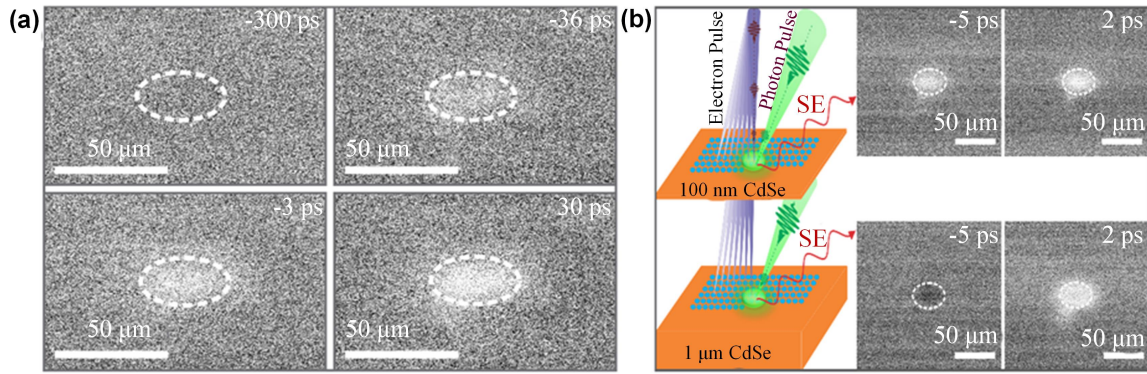 (a)
-300 ps
50 μm
-36 ps
50 μm
-3 ps
50 μm
30 ps
50 μm
(b)
Electron Pulse
Photon Pulse
SE
100 nm CdSe
-5 ps
50 μm
2 ps
50 μm
SE
1 μm CdSe
-5 ps
50 μm
2 ps
50 μm